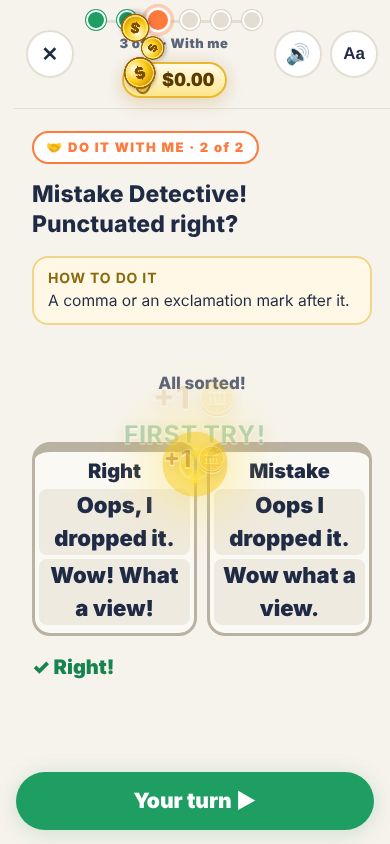 3 o With me
✕
$0.00
Aa
DO IT WITH ME · 2 of 2
Mistake Detective!
Punctuated right?
HOW TO DO IT
A comma or an exclamation mark after it.
All sorted!
+1
FIRST TRY!
+1
Right
Mistake
Oops, I
dropped it.
Oops I
dropped it.
Wow! What
a view!
Wow what a
view.
✓ Right!
Your turn ▶